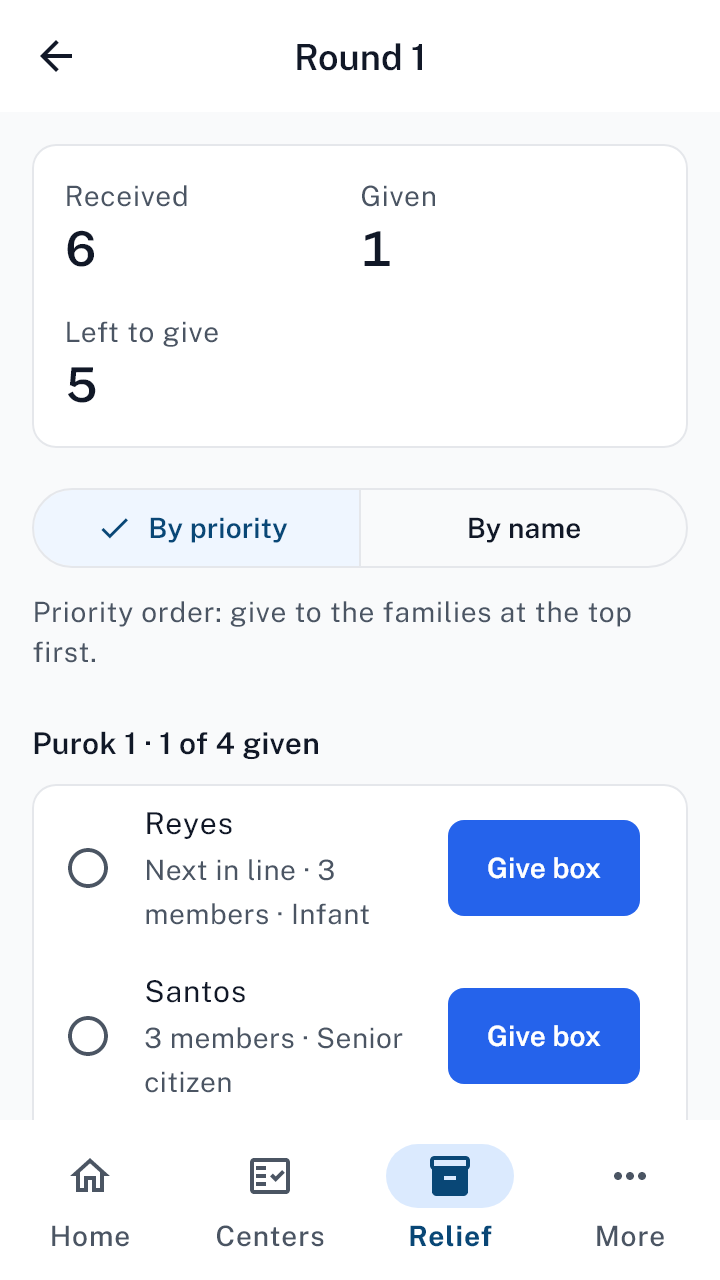 Round 1
Received
6
Given
1
Left to give
5
By priority
By name
Priority order: give to the families at the top
first.
Purok 1 · 1 of 4 given
Reyes
Next in line · 3
members · Infant
Give box
Santos
3 members · Senior
citizen
Give box
Home
Centers
Relief
More